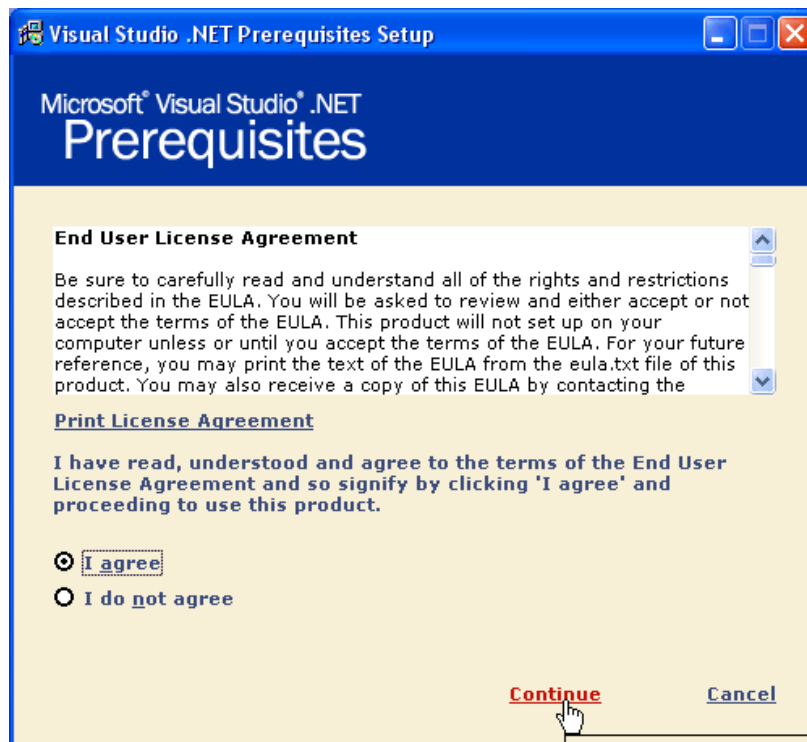 Visual Studio .NET Prerequisites Setup
Microsoft® Visual Studio® .NET
Prerequisites
End User License Agreement
Be sure to carefully read and understand all of the rights and restrictions
described in the EULA. You will be asked to review and either accept or not
accept the terms of the EULA. This product will not set up on your
computer unless or until you accept the terms of the EULA. For your future
reference, you may print the text of the EULA from the eula.txt file of this
product. You may also receive a copy of this EULA by contacting the
Print License Agreement
I have read, understood and agree to the terms of the End User
License Agreement and so signify by clicking 'I agree' and
proceeding to use this product.
I agree
I do not agree
Continue
Cancel